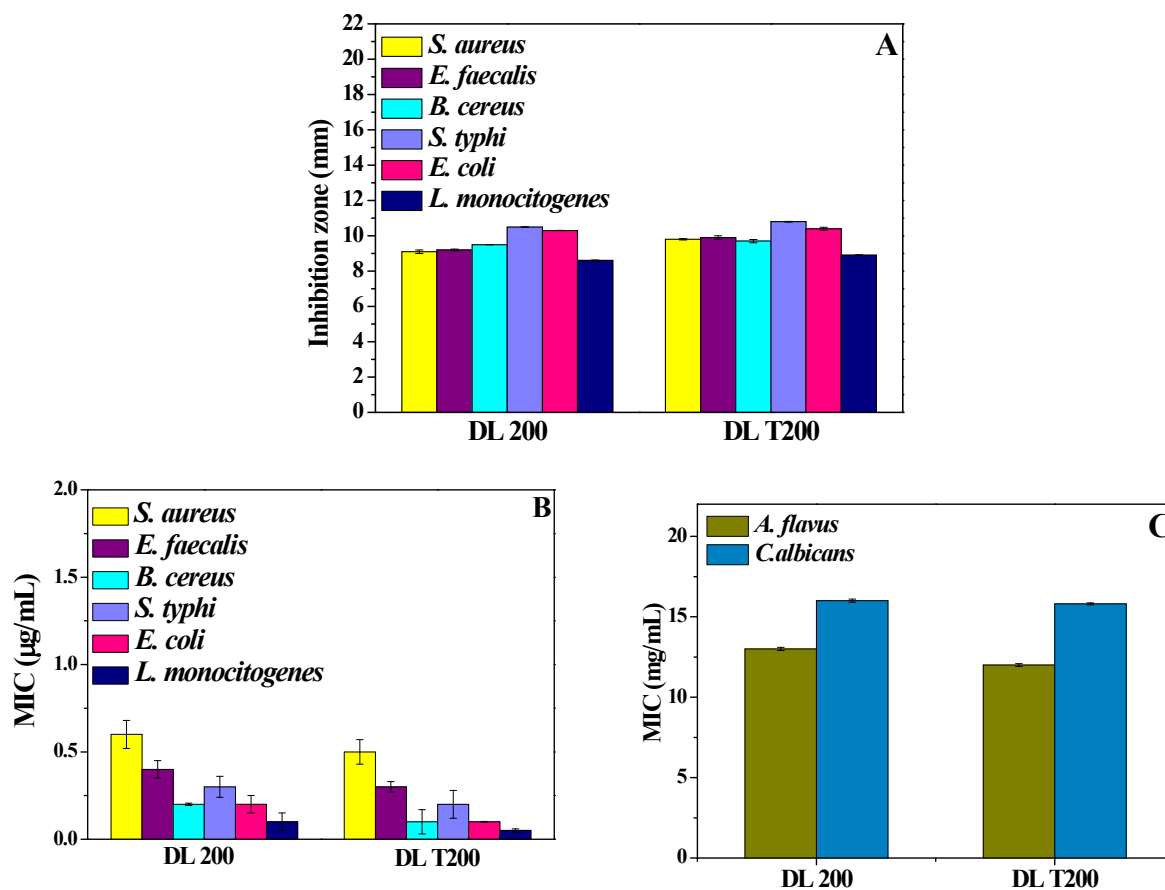 A
Inhibition zone (mm)
22
20
18
16
14
12
10
8
6
4
2
0
S. aureus
E. faecalis
B. cereus
S. typhi
E. coli
L. monocitogenes
DL 200
DL T200
B
MIC (μg/mL)
2.0
1.5
1.0
0.5
0.0
S. aureus
E. faecalis
B. cereus
S. typhi
E. coli
L. monocitogenes
DL 200
DL T200
C
MIC (mg/mL)
20
15
10
5
0
A. flavus
C.albicans
DL 200
DL T200